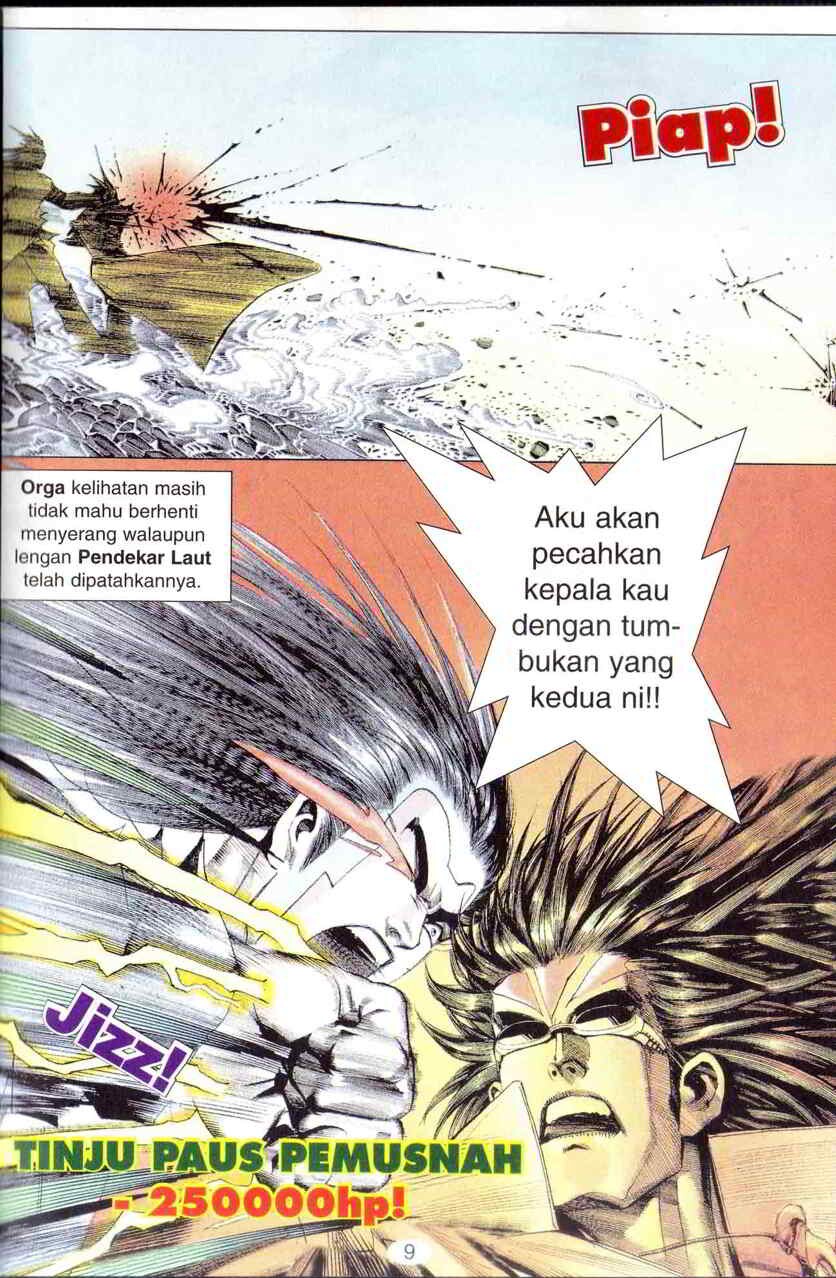 Piap!
Orga kelihatan masih
tidak mahu berhenti
menyerang walaupun
lengan Pendekar Laut
telah dipatahkannya.
Aku akan
pecahkan
kepala kau
dengan tum-
bukan yang
kedua ni!!
Jizz!
TINJU PAUS PEMUSNAH
- 250000hp!
9